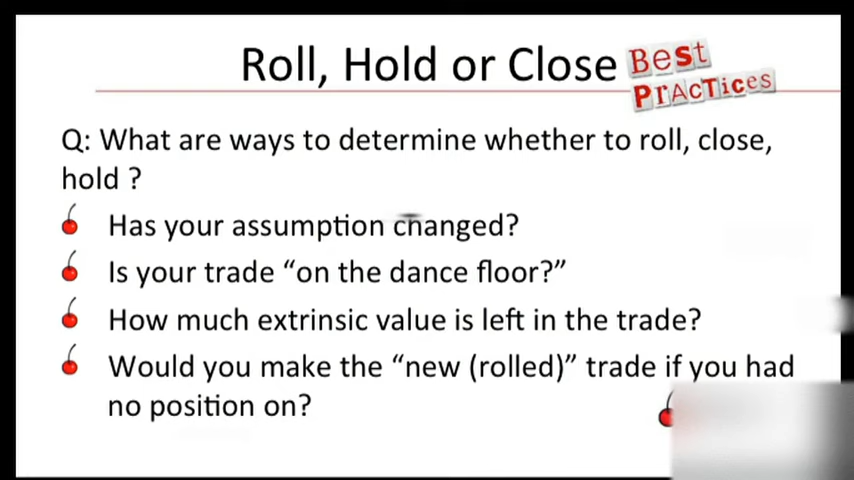 Roll, Hold or Close Best
Practices
Q: What are ways to determine whether to roll, close,
hold ?
Has your assumption changed?
Is your trade “on the dance floor?”
How much extrinsic value is left in the trade?
Would you make the “new (rolled)” trade if you had
no position on?